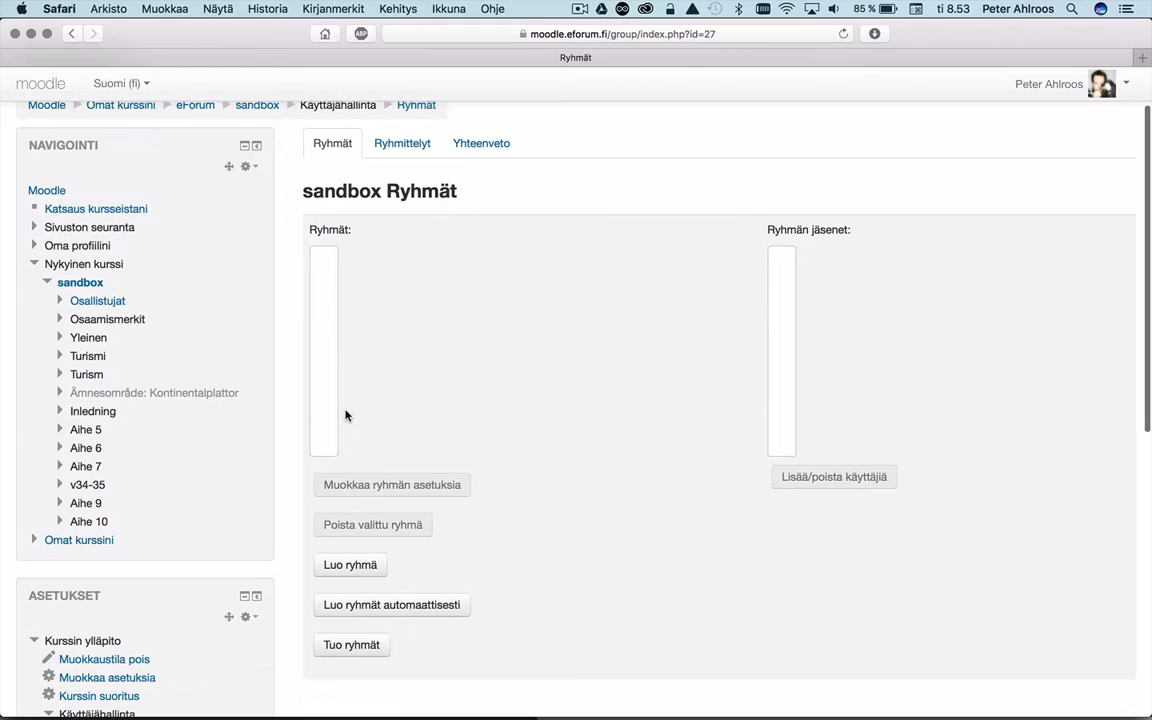 Safari Arkisto Muokkaa Näytä Historia Kirjanmerkit Kehitys Ikkuna Ohje 85 % ti 8.53 Peter Ahlroos
ABP moodle.eforum.fi/group/index.php?id=27
Ryhmät
moodle Suomi (fi) Peter Ahlroos
Moodle Omat kurssini eForum sandbox Käyttäjähallinta Ryhmät
NAVIGOINTI
Moodle
Katsaus kursseistani
Sivuston seuranta
Oma profiilini
Nykyinen kurssi
sandbox
Osallistujat
Osaamismerkit
Yleinen
Turismi
Turism
Ämnesområde: Kontinentalplattor
Inledning
Aihe 5
Aihe 6
Aihe 7
v34-35
Aihe 9
Aihe 10
Omat kurssini
ASETUKSET
Kurssin ylläpito
Muokkaustila pois
Muokkaa asetuksia
Kurssin suoritus
Käyttäjähallinta
Ryhmät Ryhmittelyt Yhteenveto
sandbox Ryhmät
Ryhmät:
Muokkaa ryhmän asetuksia
Poista valittu ryhmä
Luo ryhmä
Luo ryhmät automaattisesti
Tuo ryhmät
Ryhmän jäsenet:
Lisää/poista käyttäjiä